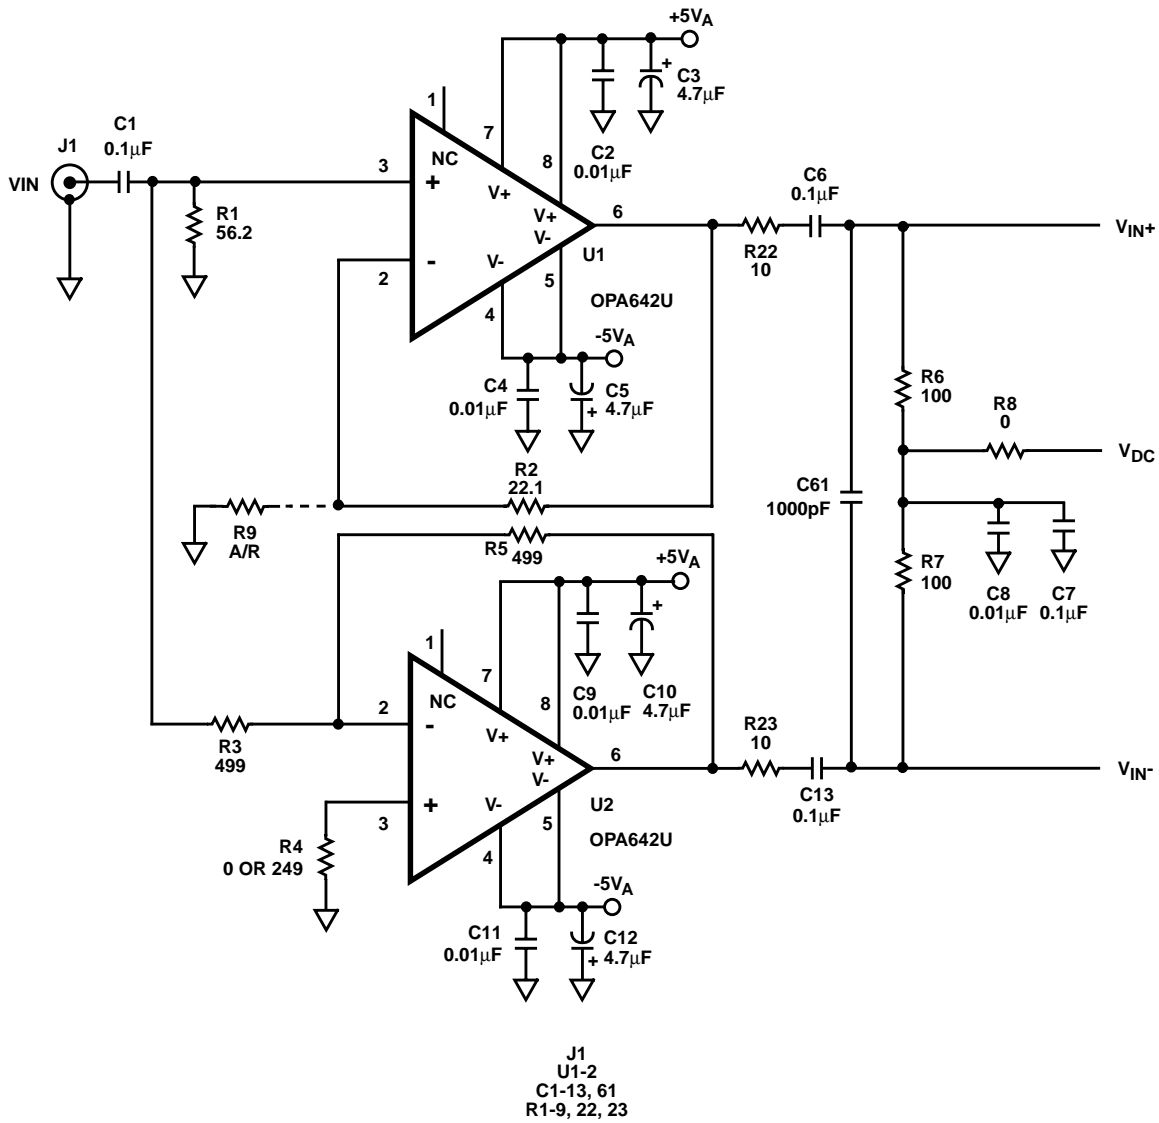 +5VA
C3
4.7µF
1
C1
0.1µF
J1
VIN
7
8
C2
0.01µF
3
NC
+
V+
C6
0.1µF
R1
56.2
V+
V-
6
U1
VIN+
R22
10
V-
-
2
5
4
OPA642U
-5VA
C4
0.01µF
C5
+ 4.7µF
R6
100
R8
0
VDC
R2
22.1
C61
1000pF
R9
A/R
R5
499
+5VA
R7
100
C8
0.01µF
C7
0.1µF
1
7
8
+
C9
0.01µF
C10
4.7µF
NC
2
-
V+
R3
499
R23
10
V+
V-
6
VIN-
C13
0.1µF
V-
+
3
5
4
U2
OPA642U
R4
0 OR 249
-5VA
C11
0.01µF
C12
+ 4.7µF
J1
U1-2
C1-13, 61
R1-9, 22, 23